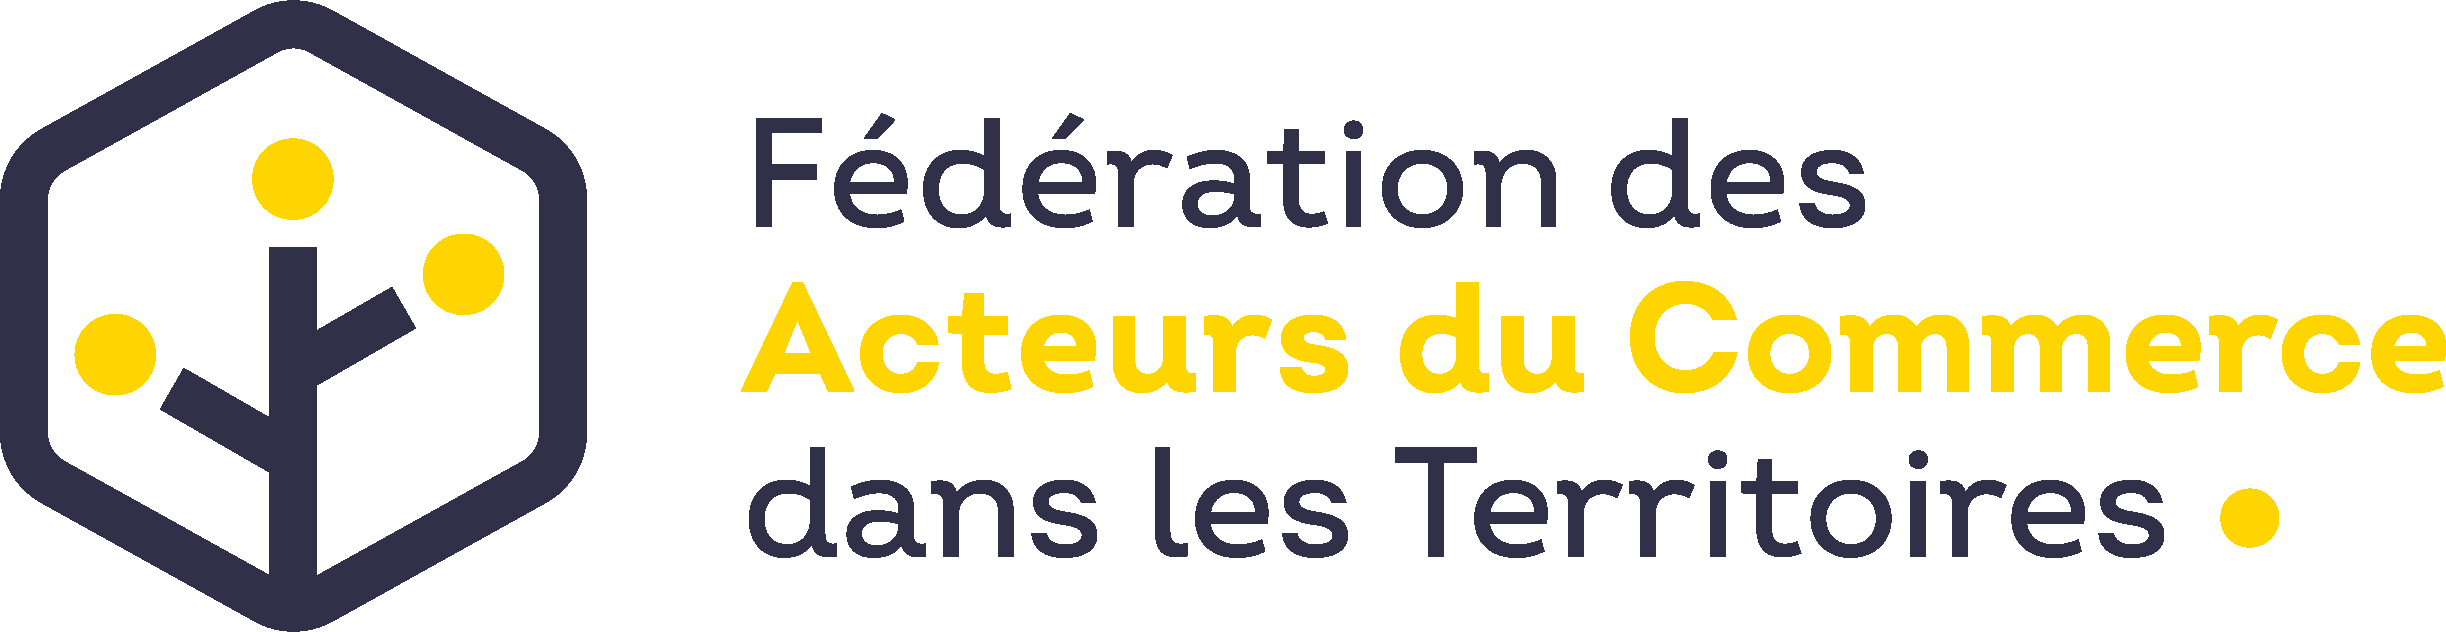 Fédération des
Acteurs du Commerce
dans les Territoires